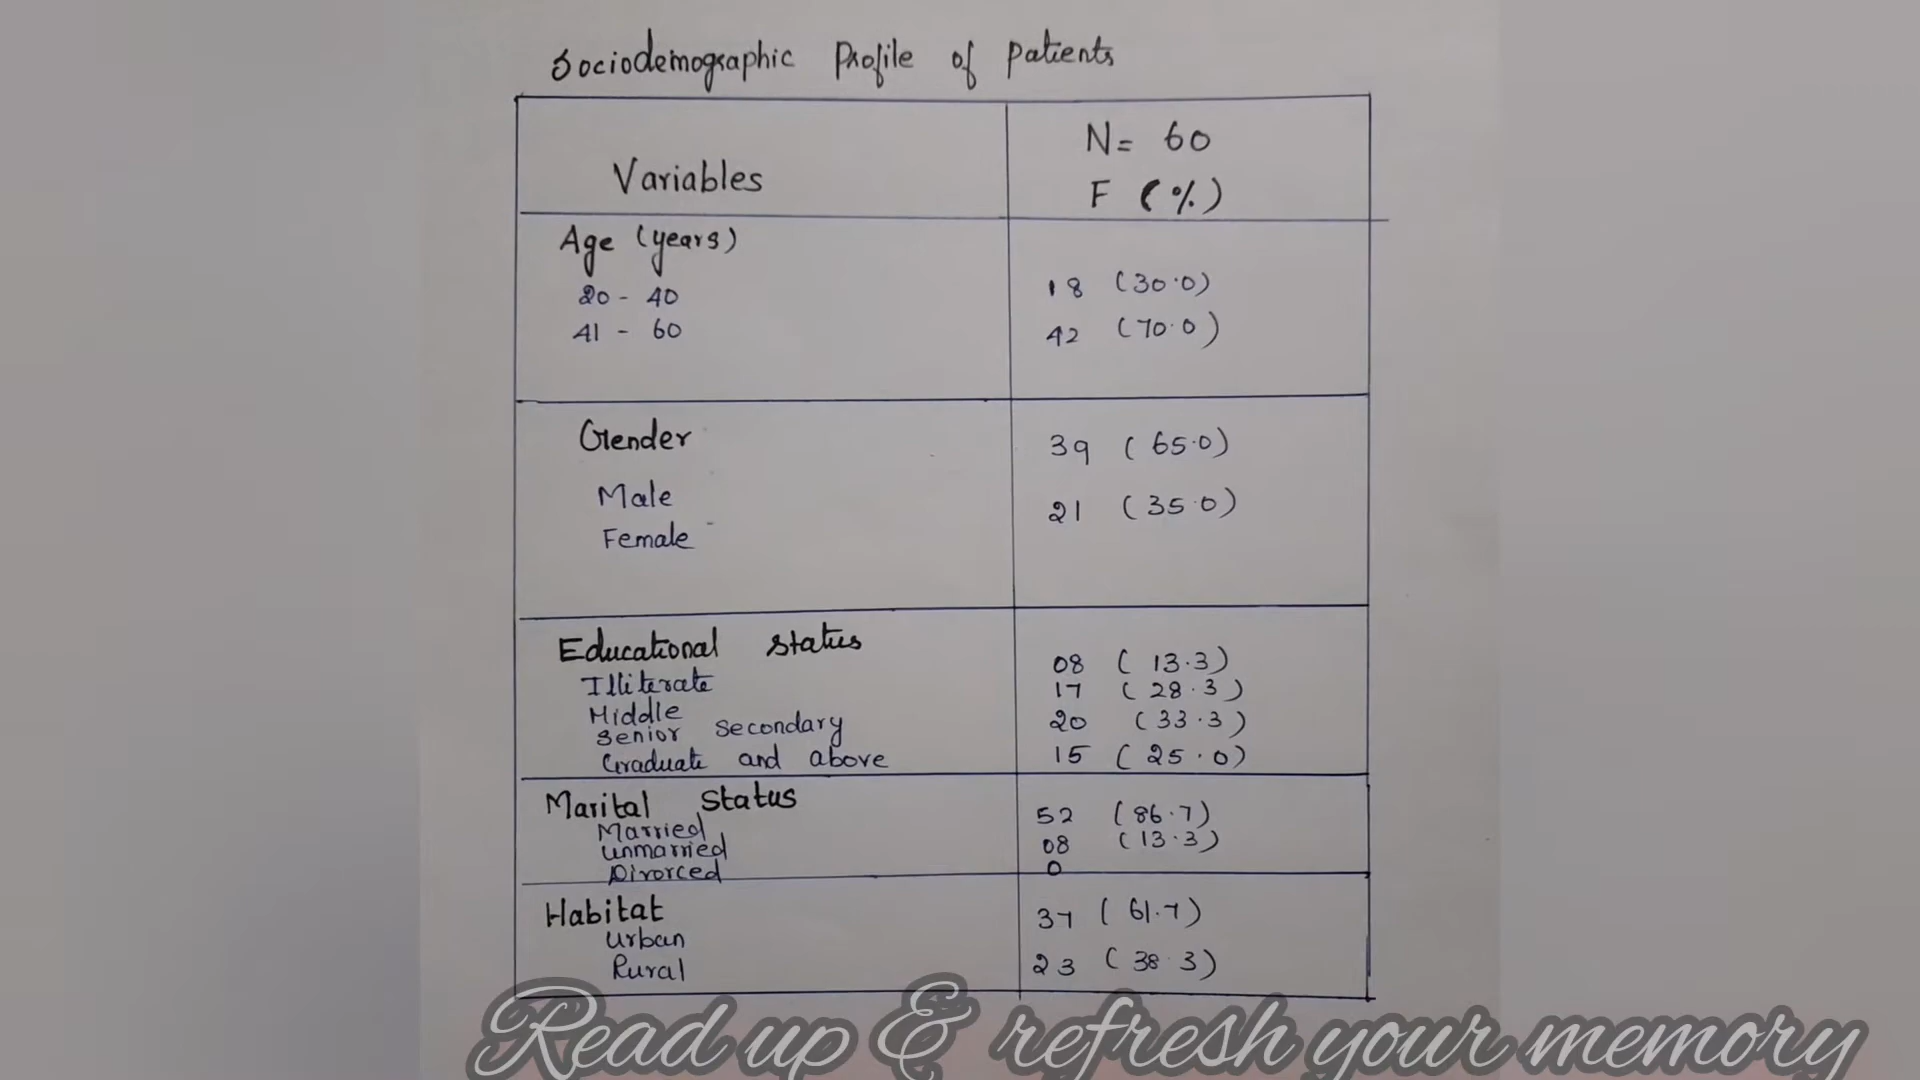 Sociodemographic Profile of patients
Variables
N= 60
F (%)
Age (years)
20 - 40 18 (30.0)
41 - 60 42 (70.0)
Gender
Male 39 (65.0)
Female 21 (35.0)
Educational status
Illiterate 08 (13.3)
Middle 17 (28.3)
Senior Secondary 20 (33.3)
Graduate and above 15 (25.0)
Marital Status
Married 52 (86.7)
Unmarried 08 (13.3)
Divorced 0
Habitat
Urban 37 (61.7)
Rural 23 (38.3)
Read up & refresh your memory